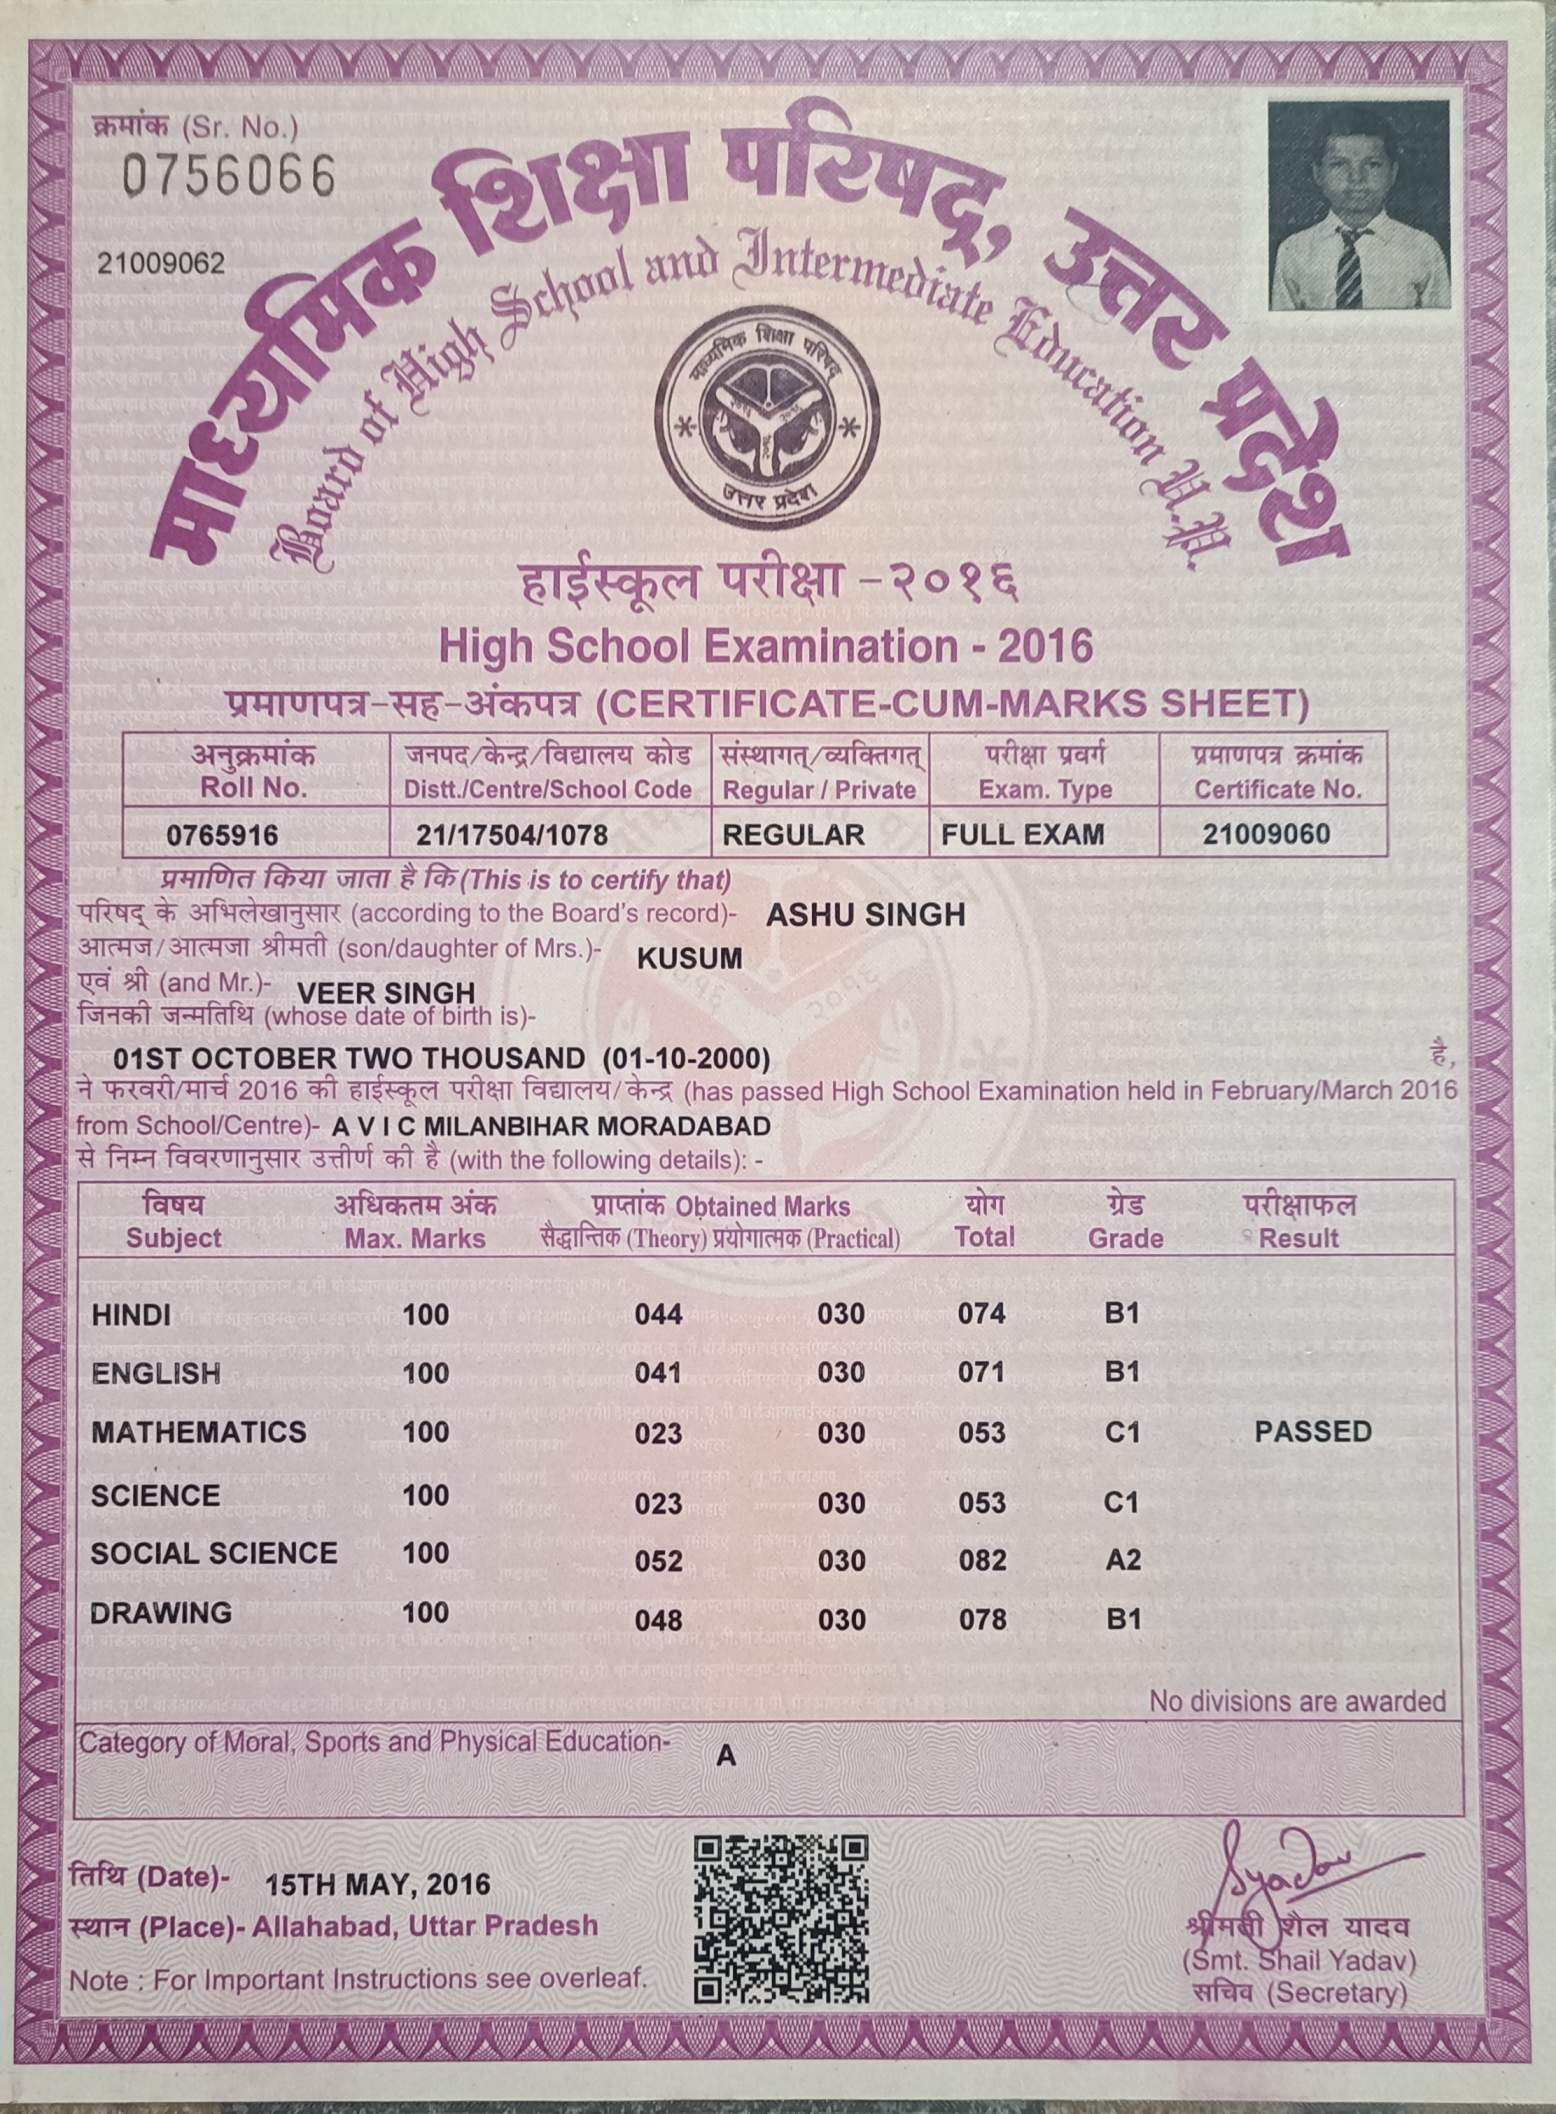 क्रमांक (Sr. No.)
0756066
21009062
माध्यमिक शिक्षा परिषद्, उत्तर प्रदेश
Board of High School and Intermediate Education U.P.
माध्यमिक शिक्षा परिषद्
उत्तर प्रदेश
हाईस्कूल परीक्षा -२०१६
High School Examination - 2016
प्रमाणपत्र-सह-अंकपत्र (CERTIFICATE-CUM-MARKS SHEET)
अनुक्रमांक जनपद/केन्द्र/विद्यालय कोड संस्थागत्/व्यक्तिगत् परीक्षा प्रवर्ग प्रमाणपत्र क्रमांक
Roll No. Distt./Centre/School Code Regular / Private Exam. Type Certificate No.
0765916 21/17504/1078 REGULAR FULL EXAM 21009060
प्रमाणित किया जाता है कि (This is to certify that)
परिषद् के अभिलेखानुसार (according to the Board's record)- ASHU SINGH
आत्मज/आत्मजा श्रीमती (son/daughter of Mrs.)- KUSUM
एवं श्री (and Mr.)- VEER SINGH
जिनकी जन्मतिथि (whose date of birth is)-
01ST OCTOBER TWO THOUSAND (01-10-2000) है,
ने फरवरी/मार्च 2016 की हाईस्कूल परीक्षा विद्यालय/केन्द्र (has passed High School Examination held in February/March 2016
from School/Centre)- A V I C MILANBIHAR MORADABAD
से निम्न विवरणानुसार उत्तीर्ण की है (with the following details): -
विषय अधिकतम अंक प्राप्तांक Obtained Marks योग ग्रेड परीक्षाफल
Subject Max. Marks सैद्धान्तिक (Theory) प्रयोगात्मक (Practical) Total Grade Result
HINDI 100 044 030 074 B1
ENGLISH 100 041 030 071 B1
MATHEMATICS 100 023 030 053 C1 PASSED
SCIENCE 100 023 030 053 C1
SOCIAL SCIENCE 100 052 030 082 A2
DRAWING 100 048 030 078 B1
No divisions are awarded
Category of Moral, Sports and Physical Education- A
तिथि (Date)- 15TH MAY, 2016
स्थान (Place)- Allahabad, Uttar Pradesh
Note : For Important Instructions see overleaf.
Syadav
श्रीमती शैल यादव
(Smt. Shail Yadav)
सचिव (Secretary)